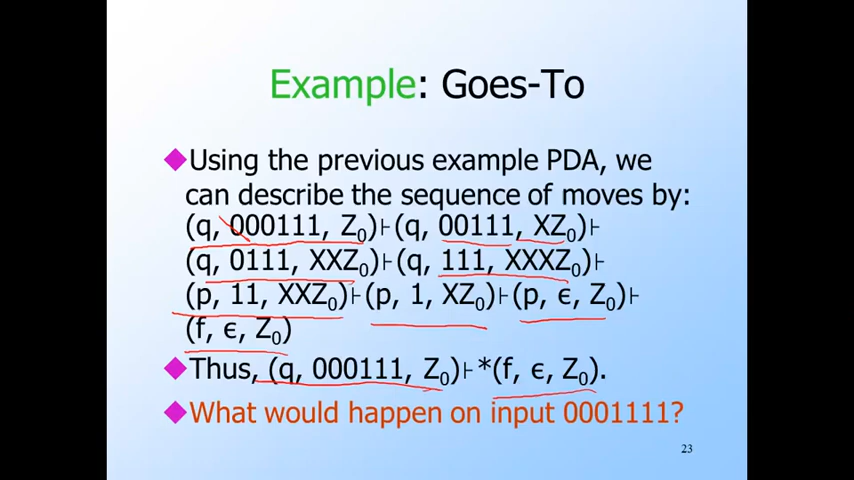 Example: Goes-To
◆Using the previous example PDA, we
can describe the sequence of moves by:
(q, 000111, Z₀)⊦(q, 00111, XZ₀)⊦
(q, 0111, XXZ₀)⊦(q, 111, XXXZ₀)⊦
(p, 11, XXZ₀)⊦(p, 1, XZ₀)⊦(p, ϵ, Z₀)⊦
(f, ϵ, Z₀)
◆Thus, (q, 000111, Z₀)⊦*(f, ϵ, Z₀).
◆What would happen on input 0001111?
23